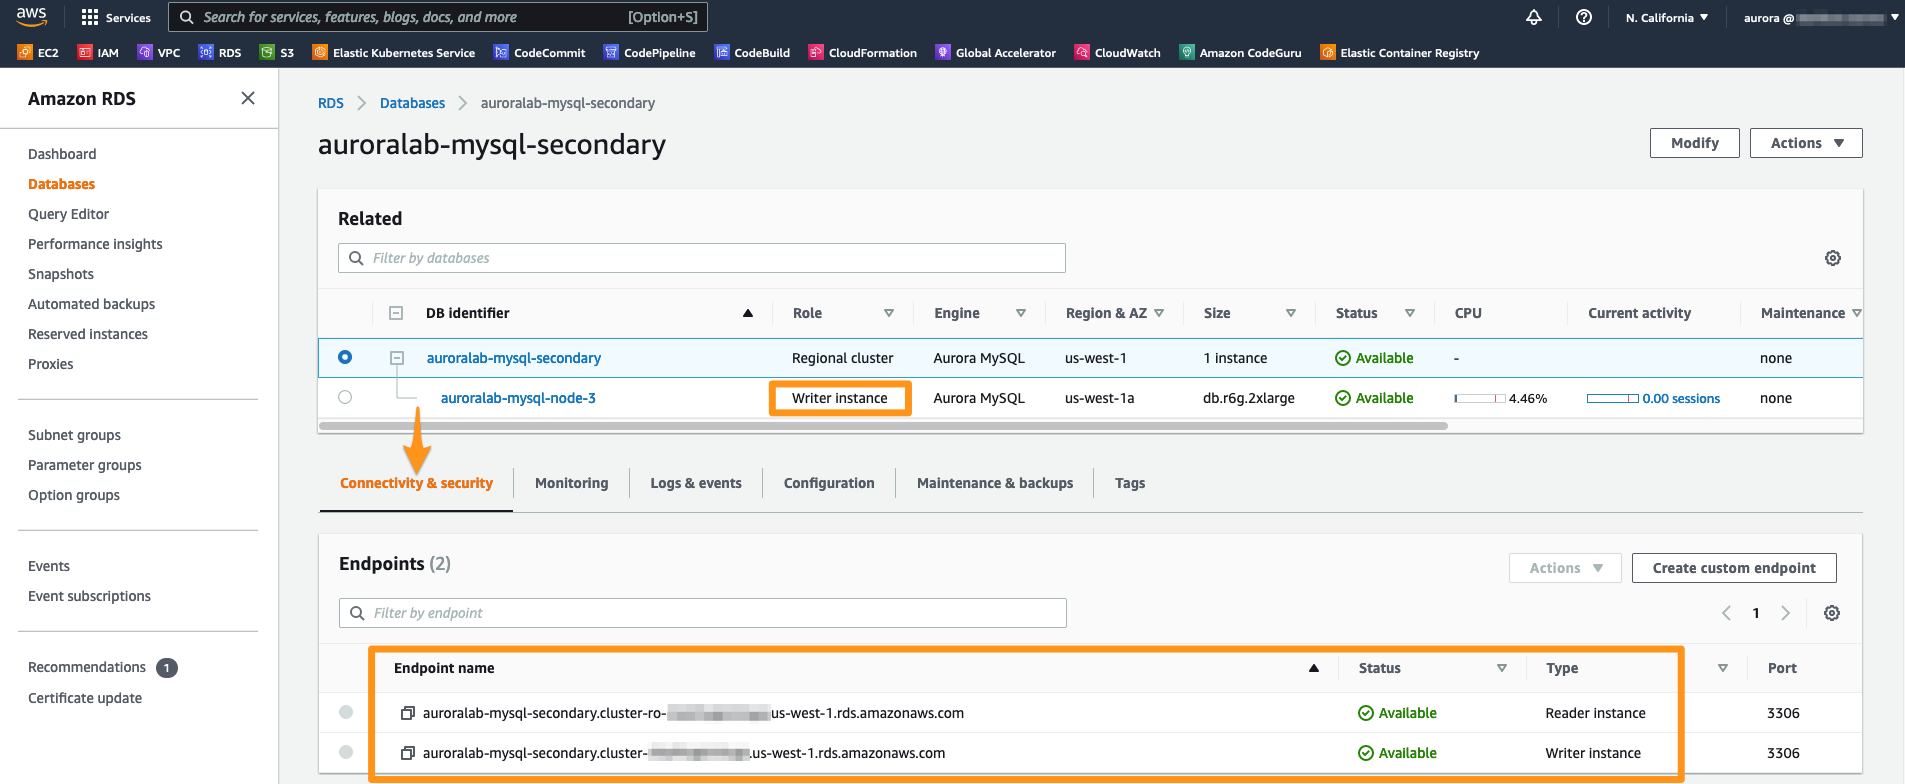 aws Services Search for services, features, blogs, docs, and more [Option+S] N. California ▼ aurora @ ▼
EC2 IAM VPC RDS S3 Elastic Kubernetes Service CodeCommit CodePipeline CodeBuild CloudFormation Global Accelerator CloudWatch Amazon CodeGuru Elastic Container Registry
Amazon RDS
Dashboard
Databases
Query Editor
Performance insights
Snapshots
Automated backups
Reserved instances
Proxies
Subnet groups
Parameter groups
Option groups
Events
Event subscriptions
Recommendations 1
Certificate update
RDS > Databases > auroralab-mysql-secondary
auroralab-mysql-secondary
Modify Actions ▼
Related
Filter by databases
DB identifier Role Engine Region & AZ Size Status CPU Current activity Maintenance
auroralab-mysql-secondary Regional cluster Aurora MySQL us-west-1 1 instance Available - none
auroralab-mysql-node-3 Writer instance Aurora MySQL us-west-1a db.r6g.2xlarge Available 4.46% 0.00 sessions none
Connectivity & security Monitoring Logs & events Configuration Maintenance & backups Tags
Endpoints (2)
Actions ▼ Create custom endpoint
Filter by endpoint
< 1 >
Endpoint name Status Type Port
auroralab-mysql-secondary.cluster-ro- us-west-1.rds.amazonaws.com Available Reader instance 3306
auroralab-mysql-secondary.cluster- .us-west-1.rds.amazonaws.com Available Writer instance 3306